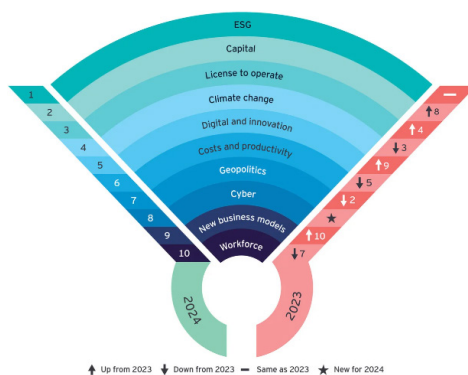 ESG
Capital
License to operate
Climate change
Digital and innovation
Costs and productivity
Geopolitics
Cyber
New business models
Workforce
1
2
3
4
5
6
7
8
9
10
8
4
3
9
5
2
10
7
2024
2023
Up from 2023
Down from 2023
Same as 2023
New for 2024